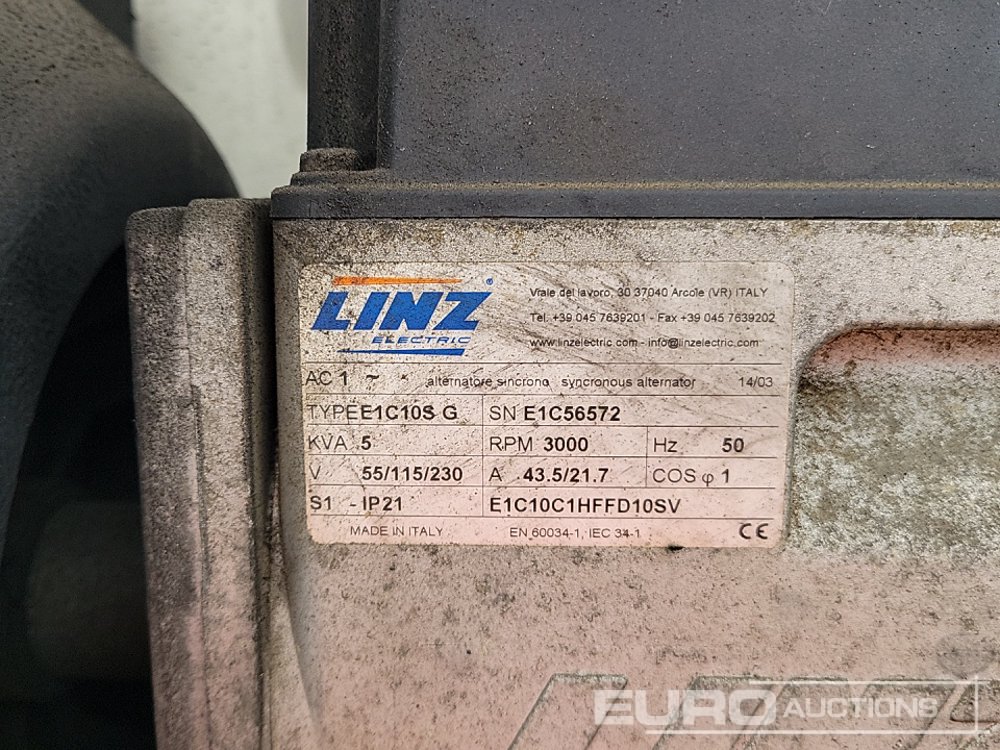 LINZ ®
ELECTRIC
Viale del lavoro, 30 37040 Arcole (VR) ITALY
Tel. +39 045 7639201 - Fax +39 045 7639202
www.linzelectric.com - info@linzelectric.com
AC 1 ~ alternatore sincrono syncronous alternator 14/03
TYPE E1C10S G SN E1C56572
KVA 5 RPM 3000 Hz 50
V 55/115/230 A 43.5/21.7 COS φ 1
S1 - IP21 E1C10C1HFFD10SV
MADE IN ITALY EN 60034-1, IEC 34-1 CE
EURO AUCTIONS